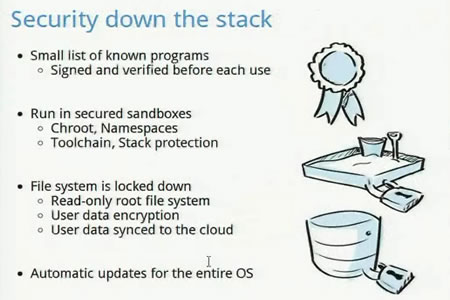 Security down the stack
• Small list of known programs
○ Signed and verified before each use
• Run in secured sandboxes
○ Chroot, Namespaces
○ Toolchain, Stack protection
• File system is locked down
○ Read-only root file system
○ User data encryption
○ User data synced to the cloud
• Automatic updates for the entire OS